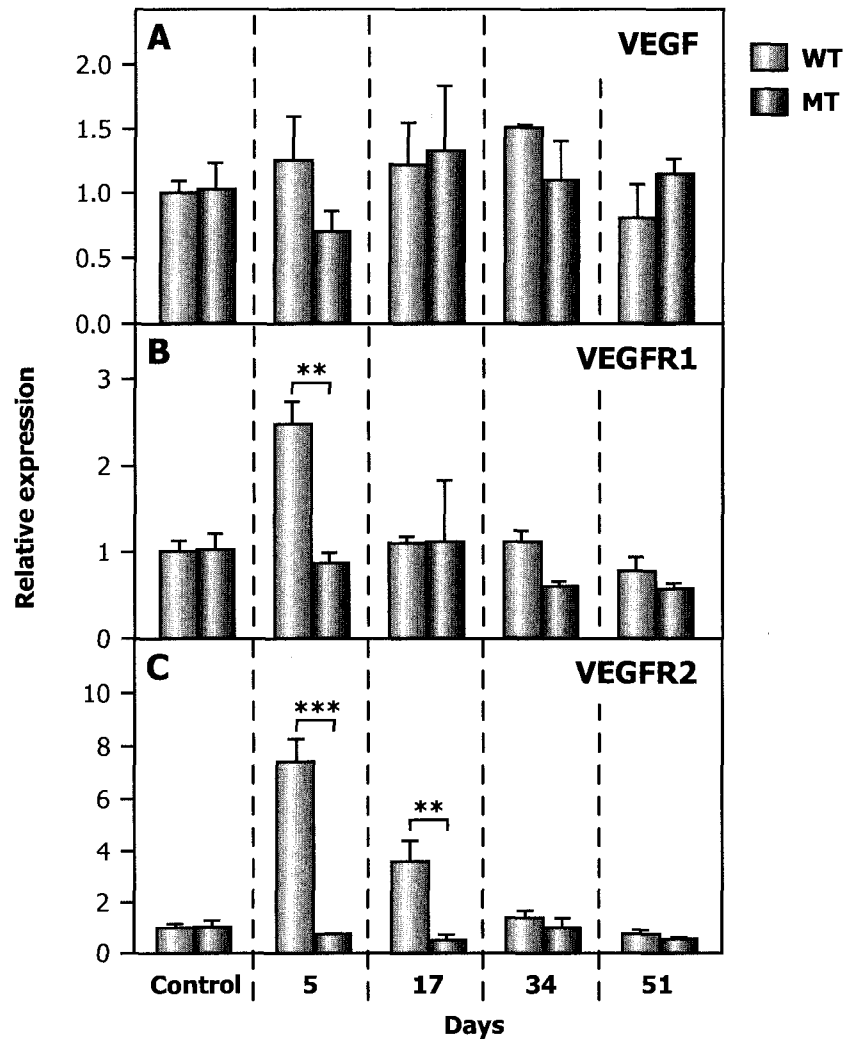 A
VEGF
WT
MT
2.0
1.5
1.0
0.5
0.0
B
VEGFR1
**
3
2
1
0
Relative expression
C
VEGFR2
***
**
10
8
6
4
2
0
Control 5 17 34 51
Days